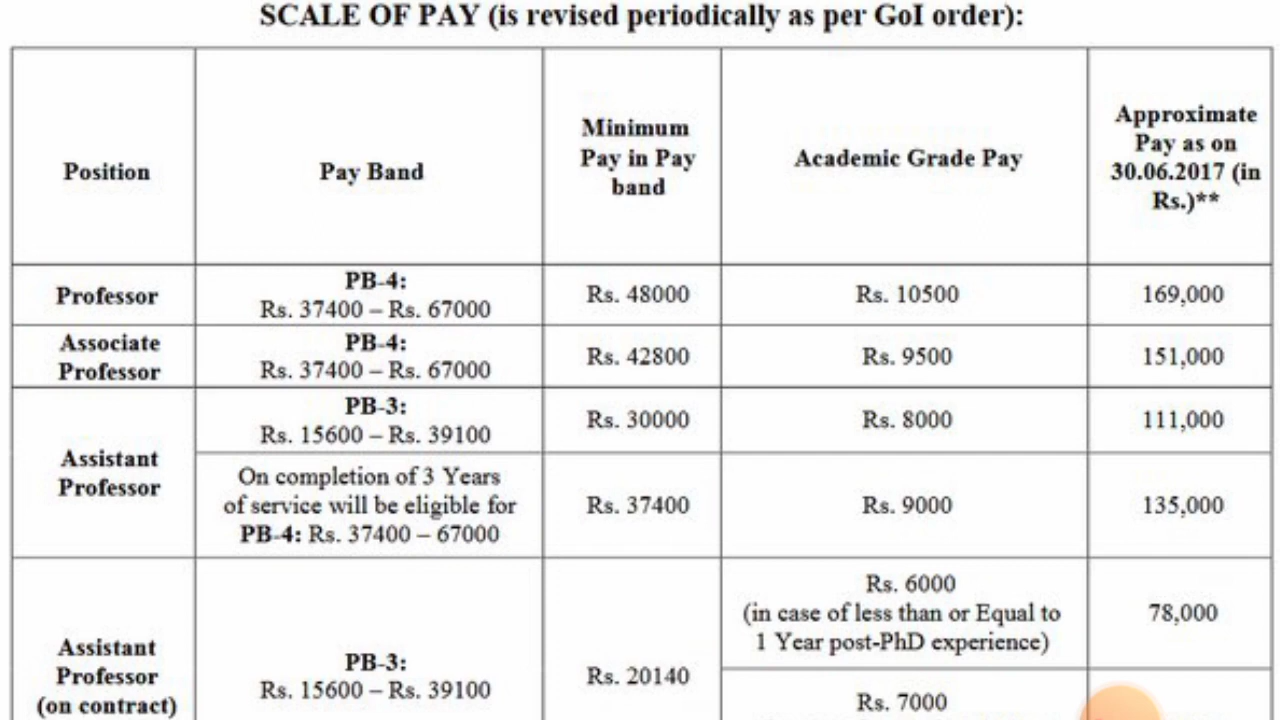 SCALE OF PAY (is revised periodically as per GoI order):
Position
Pay Band
Minimum
Pay in Pay
band
Academic Grade Pay
Approximate
Pay as on
30.06.2017 (in
Rs.)**
Professor
PB-4:
Rs. 37400 – Rs. 67000
Rs. 48000
Rs. 10500
169,000
Associate
Professor
PB-4:
Rs. 37400 – Rs. 67000
Rs. 42800
Rs. 9500
151,000
Assistant
Professor
PB-3:
Rs. 15600 – Rs. 39100
Rs. 30000
Rs. 8000
111,000
On completion of 3 Years
of service will be eligible for
PB-4: Rs. 37400 – 67000
Rs. 37400
Rs. 9000
135,000
Assistant
Professor
(on contract)
PB-3:
Rs. 15600 – Rs. 39100
Rs. 20140
Rs. 6000
(in case of less than or Equal to
1 Year post-PhD experience)
78,000
Rs. 7000